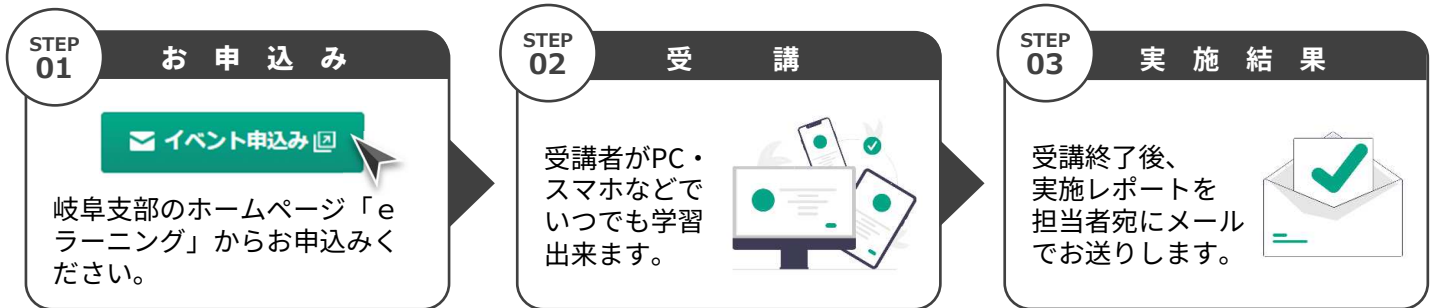 STEP
01
お申込み
イベント申込み
岐阜支部のホームページ「ｅ
ラーニング」からお申込みく
ださい。
STEP
02
受講
受講者がPC・
スマホなどで
いつでも学習
出来ます。
STEP
03
実施結果
受講終了後、
実施レポートを
担当者宛にメール
でお送りします。